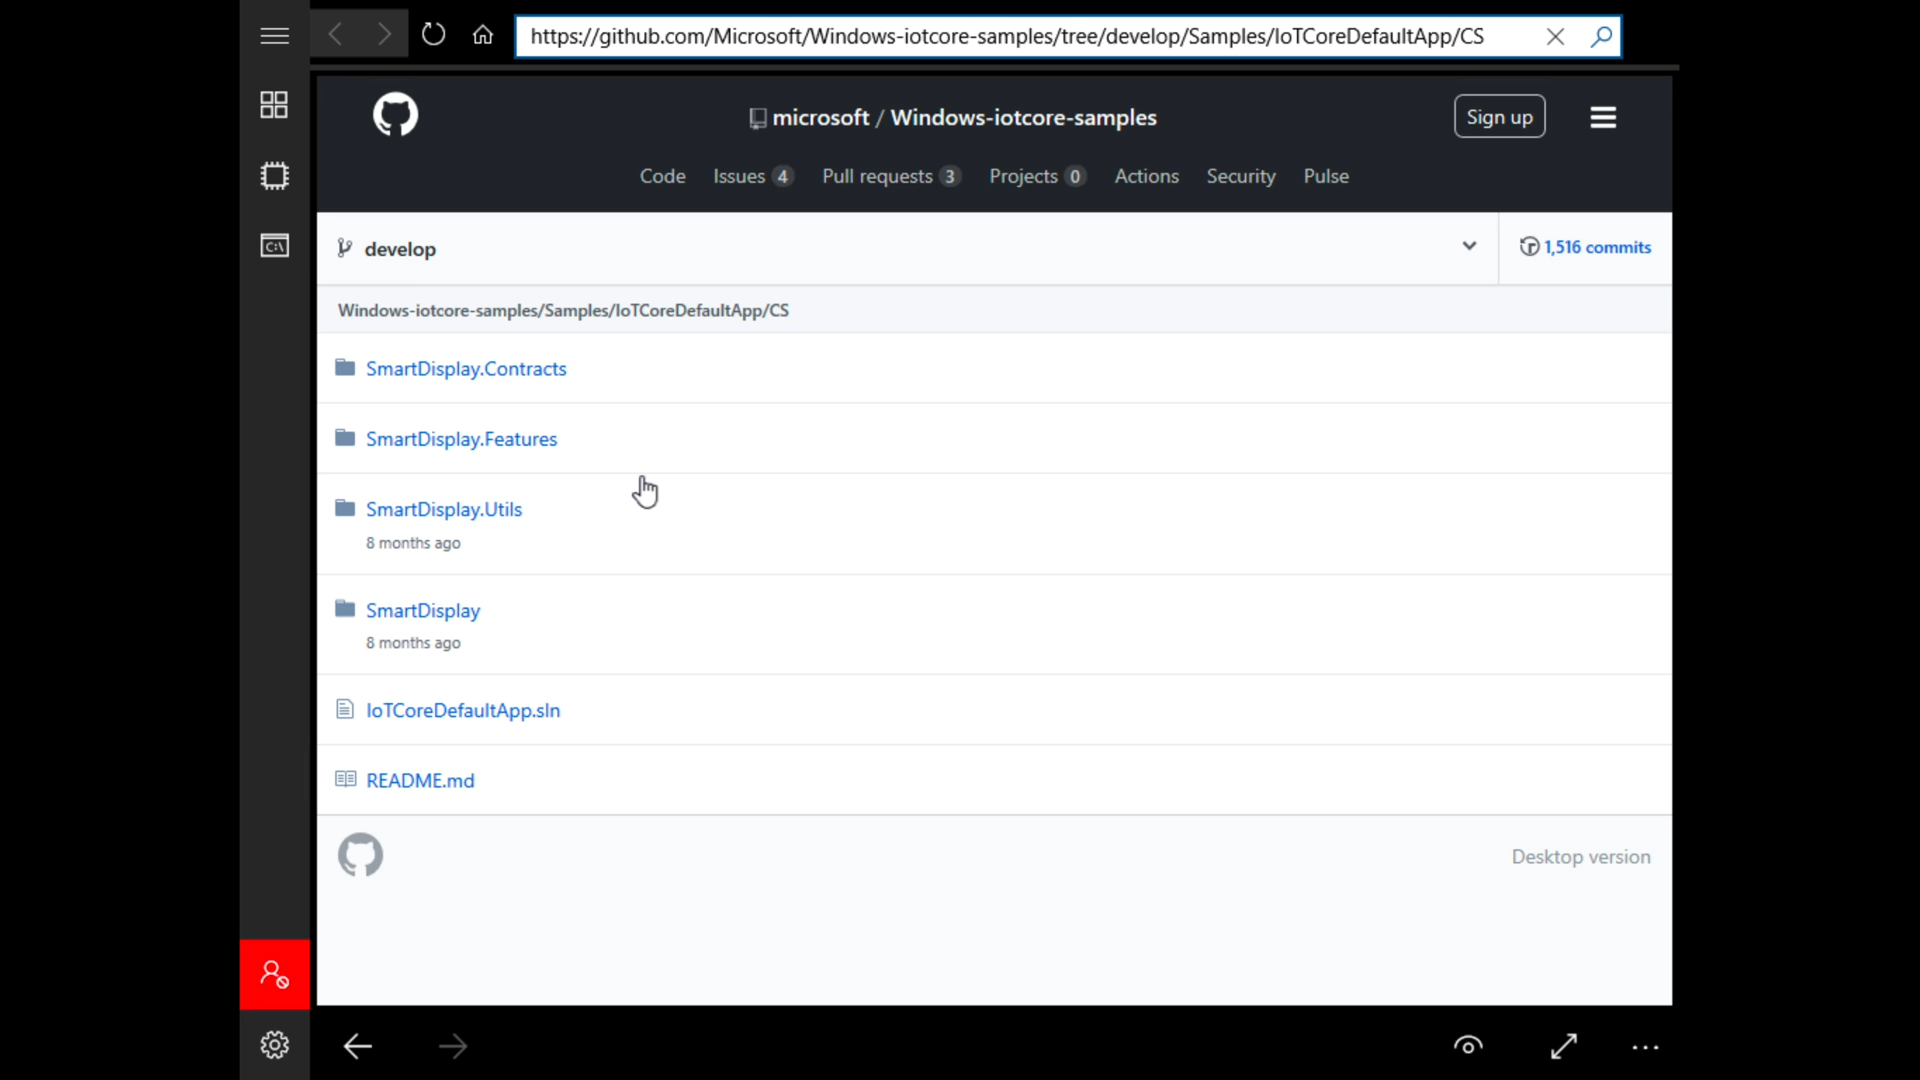 https://github.com/Microsoft/Windows-iotcore-samples/tree/develop/Samples/IoTCoreDefaultApp/CS
microsoft / Windows-iotcore-samples
Sign up
Code Issues 4 Pull requests 3 Projects 0 Actions Security Pulse
develop
1,516 commits
Windows-iotcore-samples/Samples/IoTCoreDefaultApp/CS
SmartDisplay.Contracts
SmartDisplay.Features
SmartDisplay.Utils
8 months ago
SmartDisplay
8 months ago
IoTCoreDefaultApp.sln
README.md
Desktop version
C:\